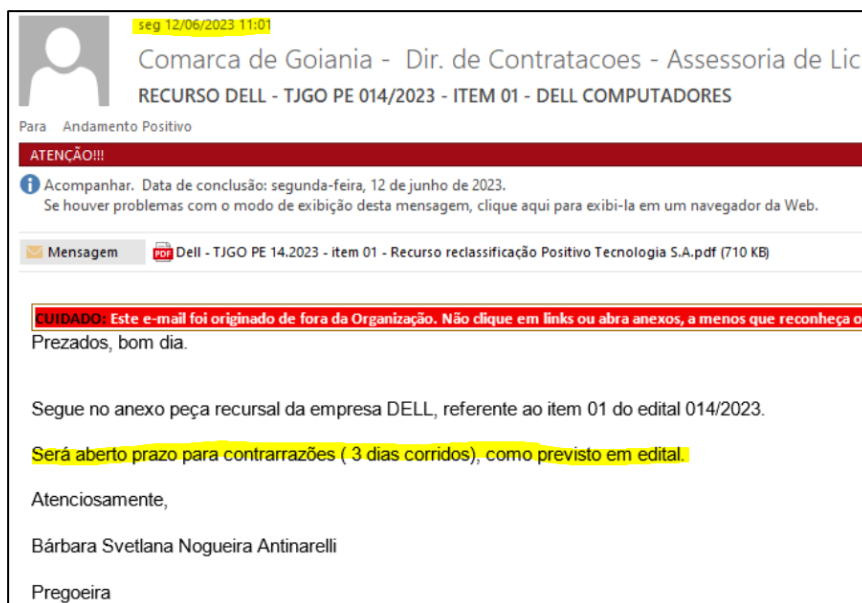 seg 12/06/2023 11:01
Comarca de Goiania - Dir. de Contratacoes - Assessoria de Lic
RECURSO DELL - TJGO PE 014/2023 - ITEM 01 - DELL COMPUTADORES
Para Andamento Positivo
ATENÇÃO!!!
Acompanhar. Data de conclusão: segunda-feira, 12 de junho de 2023.
Se houver problemas com o modo de exibição desta mensagem, clique aqui para exibi-la em um navegador da Web.
Mensagem PDF Dell - TJGO PE 14.2023 - item 01 - Recurso reclassificação Positivo Tecnologia S.A.pdf (710 KB)
CUIDADO: Este e-mail foi originado de fora da Organização. Não clique em links ou abra anexos, a menos que reconheça o
Prezados, bom dia.
Segue no anexo peça recursal da empresa DELL, referente ao item 01 do edital 014/2023.
Será aberto prazo para contrarrazões ( 3 dias corridos), como previsto em edital.
Atenciosamente,
Bárbara Svetlana Nogueira Antinarelli
Pregoeira